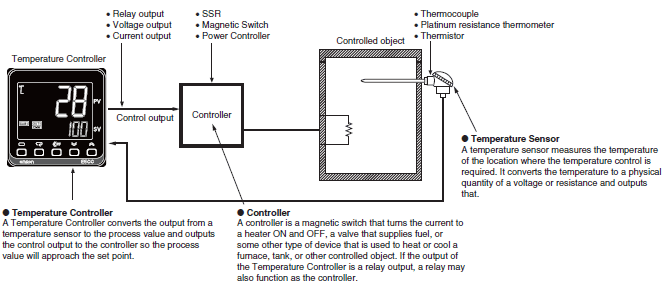 • Relay output
• Voltage output
• Current output
• SSR
• Magnetic Switch
• Power Controller
Controlled object
• Thermocouple
• Platinum resistance thermometer
• Thermistor
Temperature Controller
28
PV
100
SV
omron
E5CC
Control output
Controller
● Temperature Sensor
A temperature sensor measures the temperature
of the location where the temperature control is
required. It converts the temperature to a physical
quantity of a voltage or resistance and outputs
that.
● Temperature Controller
A Temperature Controller converts the output from a
temperature sensor to the process value and outputs
the control output to the controller so the process
value will approach the set point.
● Controller
A controller is a magnetic switch that turns the current to
a heater ON and OFF, a valve that supplies fuel, or
some other type of device that is used to heat or cool a
furnace, tank, or other controlled object. If the output of
the Temperature Controller is a relay output, a relay may
also function as the controller.